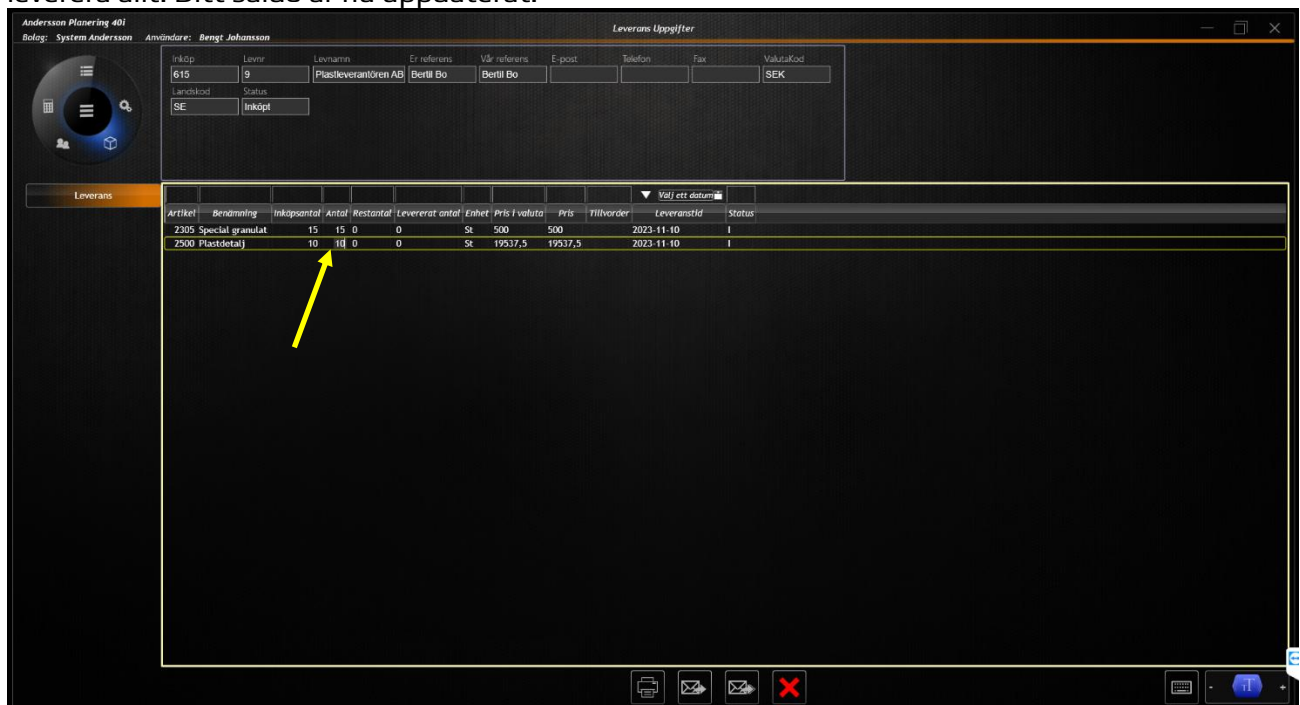 leverera allt. Ditt saldo är nu uppdaterat.
Andersson Planering 40i
Bolag: System Andersson Användare: Bengt Johansson
Leverans Uppgifter
Inköp Levnr Levnamn Er referens Vår referens E-post Telefon Fax ValutaKod
615 9 Plastleverantören AB Bertil Bo Bertil Bo SEK
Landskod Status
SE Inköpt
Leverans
Välj ett datum
Artikel Benämning Inköpsantal Antal Restantal Levererat antal Enhet Pris i valuta Pris Tillvorder Leveranstid Status
2305 Special granulat 15 15 0 0 St 500 500 2023-11-10 I
2500 Plastdetalj 10 10 0 0 St 19537,5 19537,5 2023-11-10 I
- iT +